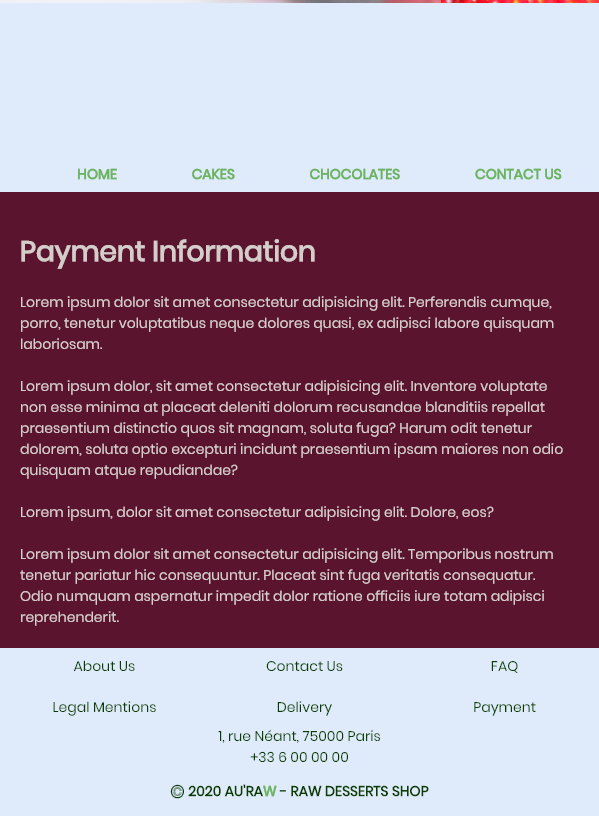 HOME CAKES CHOCOLATES CONTACT US
Payment Information
Lorem ipsum dolor sit amet consectetur adipisicing elit. Perferendis cumque,
porro, tenetur voluptatibus neque dolores quasi, ex adipisci labore quisquam
laboriosam.
Lorem ipsum dolor, sit amet consectetur adipisicing elit. Inventore voluptate
non esse minima at placeat deleniti dolorum recusandae blanditiis repellat
praesentium distinctio quos sit magnam, soluta fuga? Harum odit tenetur
dolorem, soluta optio excepturi incidunt praesentium ipsam maiores non odio
quisquam atque repudiandae?
Lorem ipsum, dolor sit amet consectetur adipisicing elit. Dolore, eos?
Lorem ipsum dolor sit amet consectetur adipisicing elit. Temporibus nostrum
tenetur pariatur hic consequuntur. Placeat sint fuga veritatis consequatur.
Odio numquam aspernatur impedit dolor ratione officiis iure totam adipisci
reprehenderit.
About Us Contact Us FAQ
Legal Mentions Delivery Payment
1, rue Néant, 75000 Paris
+33 6 00 00 00
© 2020 AU'RAW - RAW DESSERTS SHOP